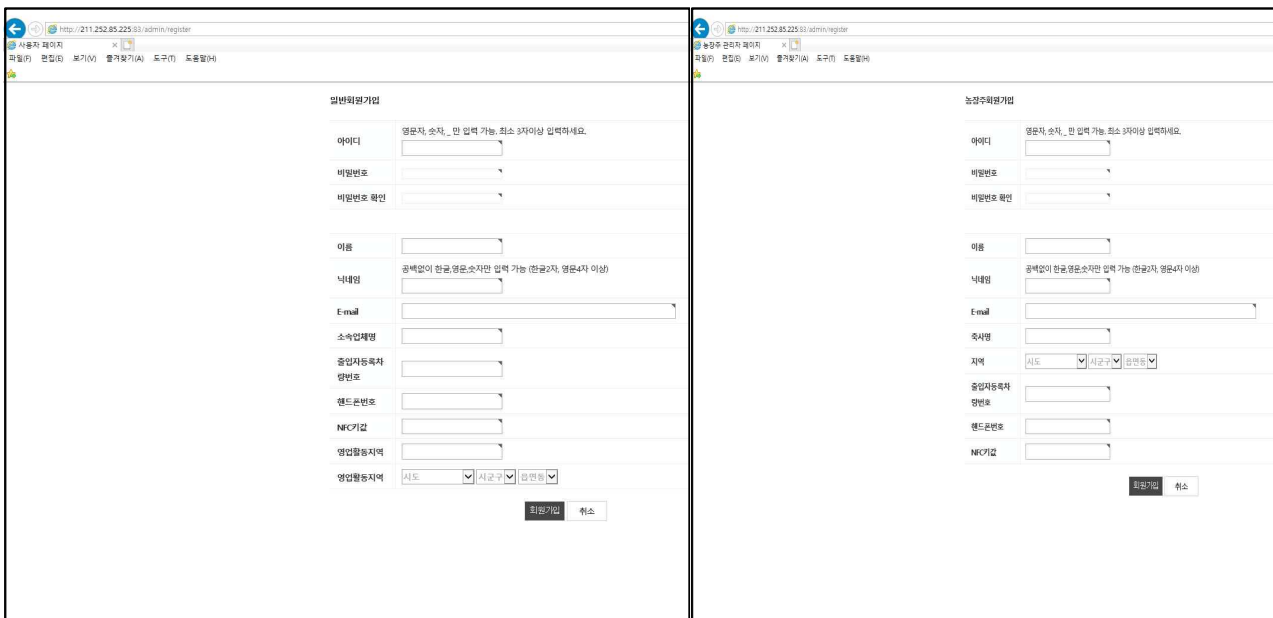 http://211.252.85.225:83/admin/register
사용자 페이지
파일(F) 편집(E) 보기(V) 즐겨찾기(A) 도구(T) 도움말(H)
일반회원가입
아이디
영문자, 숫자, _ 만 입력 가능. 최소 3자이상 입력하세요.
비밀번호
비밀번호 확인
이름
닉네임
공백없이 한글,영문,숫자만 입력 가능 (한글2자, 영문4자 이상)
E-mail
소속업체명
출입자등록차
량번호
핸드폰번호
NFC키값
영업활동지역
영업활동지역
시도 시군구 읍면동
회원가입 취소
http://211.252.85.225:83/admin/register
농장주 관리자 페이지
파일(F) 편집(E) 보기(V) 즐겨찾기(A) 도구(T) 도움말(H)
농장주회원가입
아이디
영문자, 숫자, _ 만 입력 가능. 최소 3자이상 입력하세요.
비밀번호
비밀번호 확인
이름
닉네임
공백없이 한글,영문,숫자만 입력 가능 (한글2자, 영문4자 이상)
E-mail
축사명
지역
시도 시군구 읍면동
출입자등록차
량번호
핸드폰번호
NFC키값
회원가입 취소